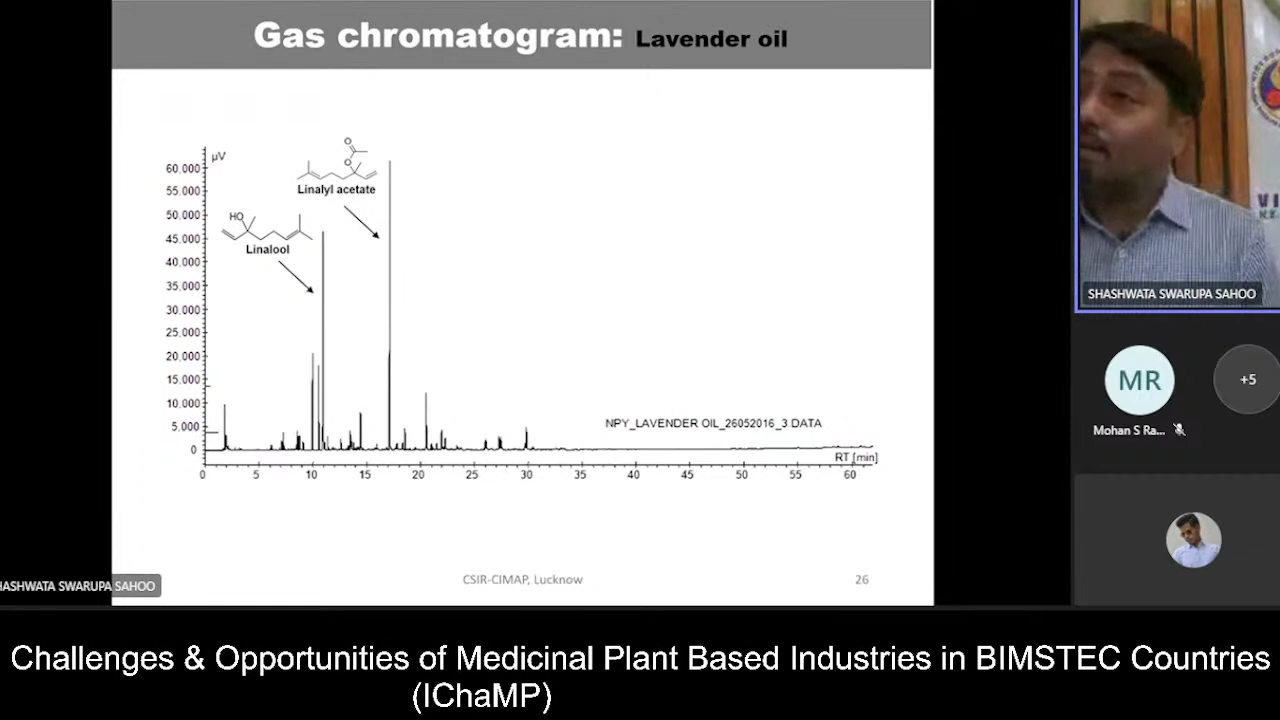 Gas chromatogram: Lavender oil
µV
60,000
55,000
50,000
45,000
40,000
35,000
30,000
25,000
20,000
15,000
10,000
5,000
0
O
O
Linalyl acetate
HO
Linalool
NPY_LAVENDER OIL_26052016_3 DATA
RT [min]
0 5 10 15 20 25 30 35 40 45 50 55 60
CSIR-CIMAP, Lucknow 26
HASHWATA SWARUPA SAHOO
SHASHWATA SWARUPA SAHOO
MR
+5
Mohan S Ra...
Challenges & Opportunities of Medicinal Plant Based Industries in BIMSTEC Countries
(IChaMP)